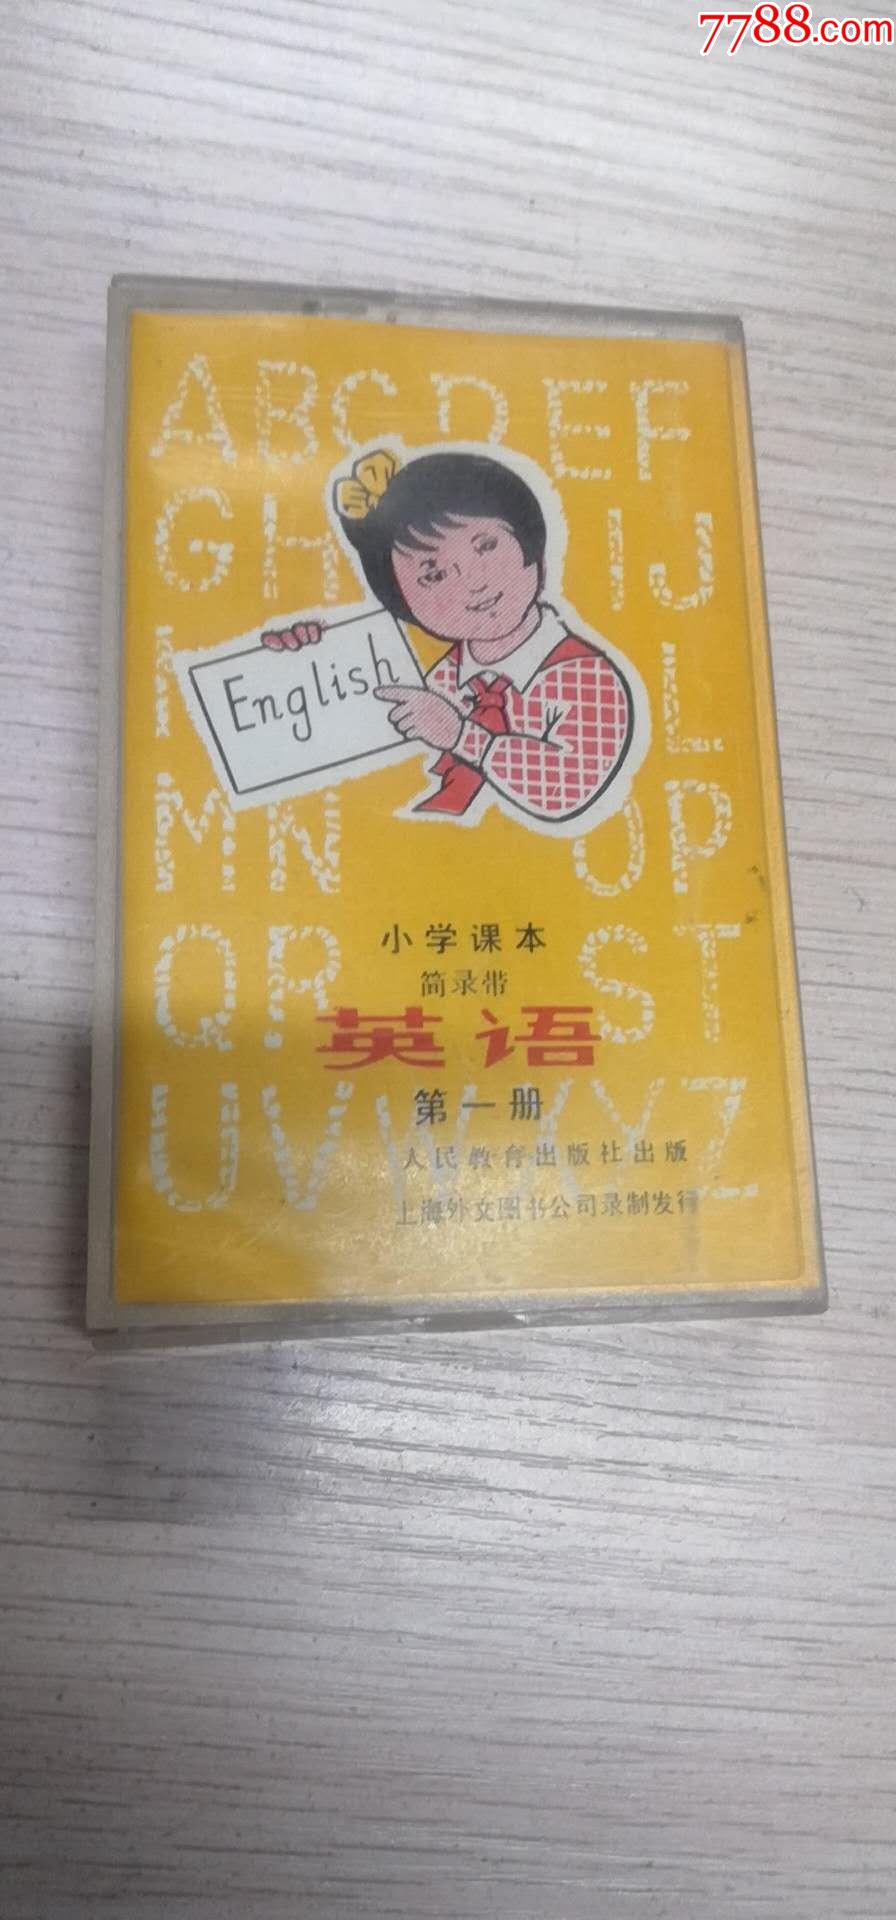 7788.com
ABCDEF
GH IJ
K L
MN OP
QR ST
UVWXYZ
English
小学课本
简录带
英语
第一册
人民教育出版社出版
上海外文图书公司录制发行